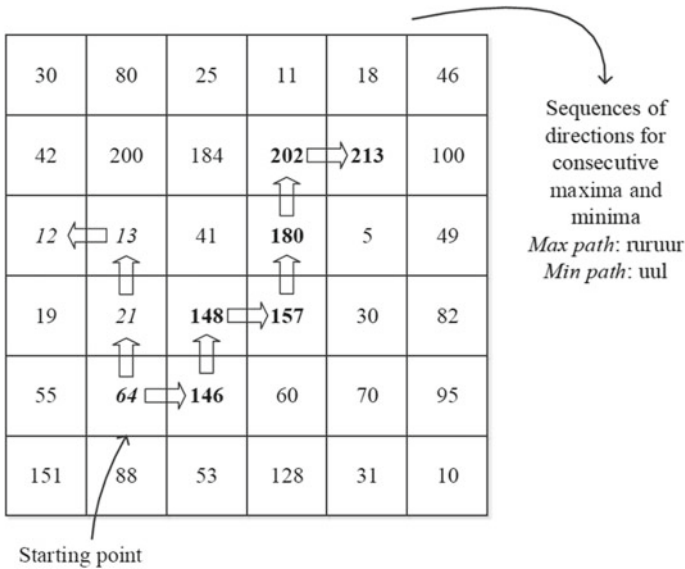 30 80 25 11 18 46
42 200 184 202 213 100
12 13 41 180 5 49
19 21 148 157 30 82
55 64 146 60 70 95
151 88 53 128 31 10
Starting point
Sequences of
directions for
consecutive
maxima and
minima
Max path: ruruur
Min path: uul